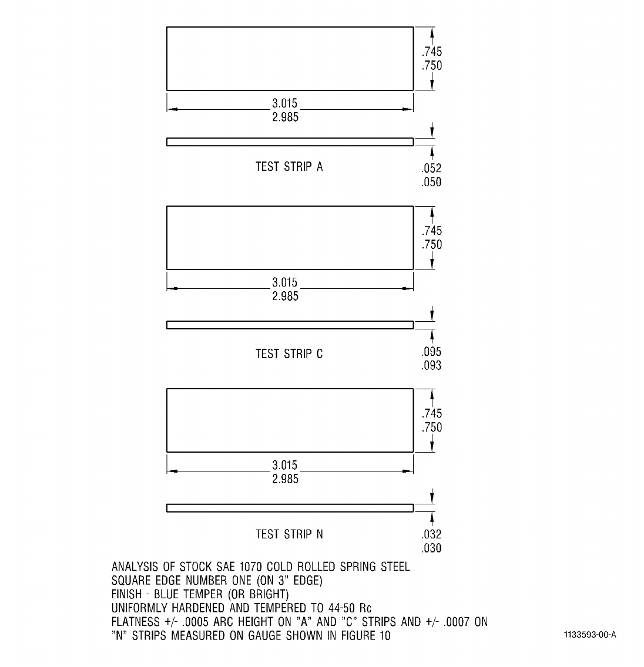 .745
.750
3.015
2.985
TEST STRIP A
.052
.050
.745
.750
3.015
2.985
TEST STRIP C
.095
.093
.745
.750
3.015
2.985
TEST STRIP N
.032
.030
ANALYSIS OF STOCK SAE 1070 COLD ROLLED SPRING STEEL
SQUARE EDGE NUMBER ONE (ON 3" EDGE)
FINISH - BLUE TEMPER (OR BRIGHT)
UNIFORMLY HARDENED AND TEMPERED TO 44-50 Rc
FLATNESS +/- .0005 ARC HEIGHT ON "A" AND "C" STRIPS AND +/- .0007 ON
"N" STRIPS MEASURED ON GAUGE SHOWN IN FIGURE 10
1133593-00-A